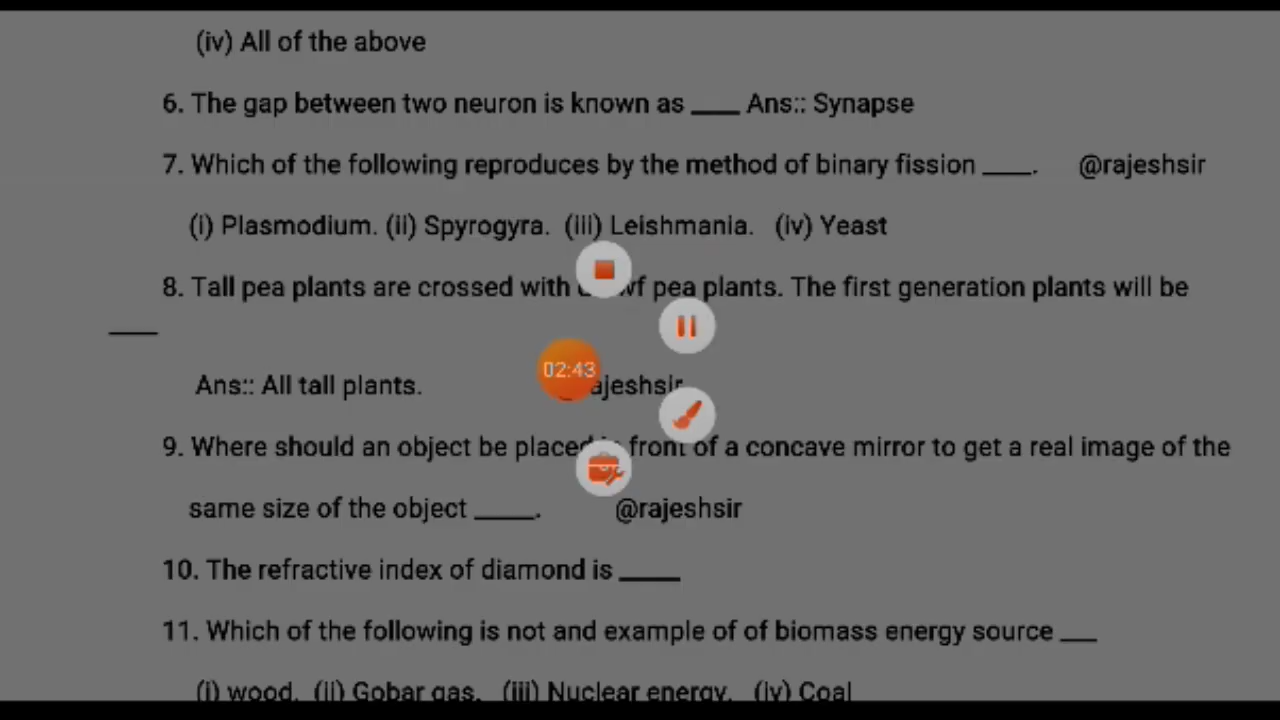 (iv) All of the above
6. The gap between two neuron is known as ____ Ans:: Synapse
7. Which of the following reproduces by the method of binary fission ____. @rajeshsir
(i) Plasmodium. (ii) Spyrogyra. (iii) Leishmania. (iv) Yeast
8. Tall pea plants are crossed with pea plants. The first generation plants will be
____
Ans:: All tall plants. 02:43 ajeshsir
9. Where should an object be placed front of a concave mirror to get a real image of the
same size of the object _____. @rajeshsir
10. The refractive index of diamond is _____
11. Which of the following is not and example of of biomass energy source ___
(i) wood. (ii) Gobar gas. (iii) Nuclear energy. (iv) Coal